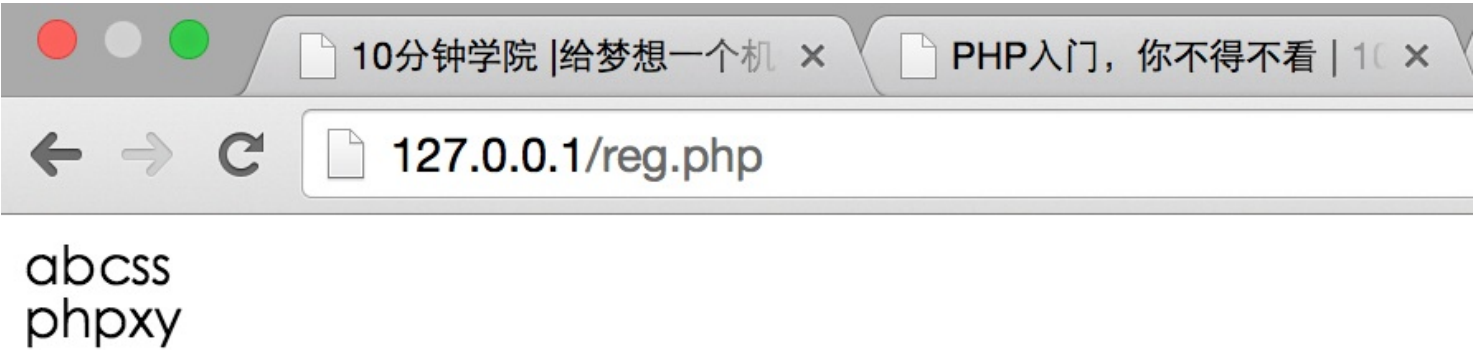 10分钟学院 |给梦想一个机
PHP入门，你不得不看 | 10
127.0.0.1/reg.php
abcss
phpxy